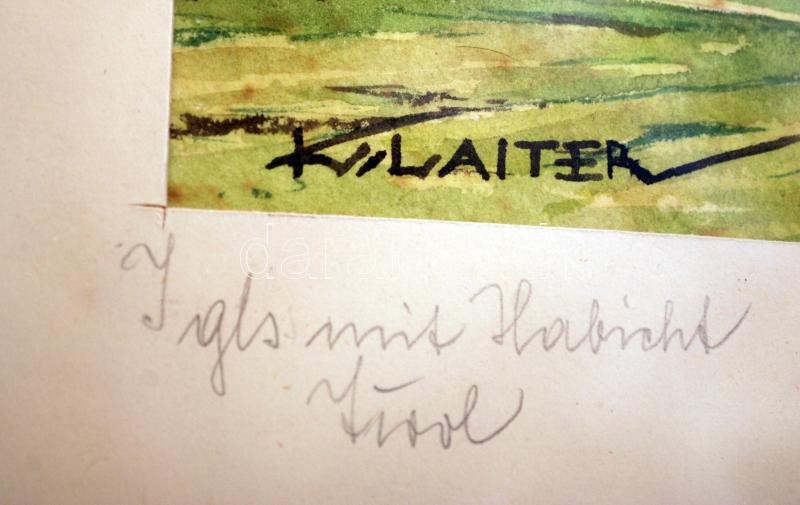 K. LAITER
Igls mit Habicht
Tirol